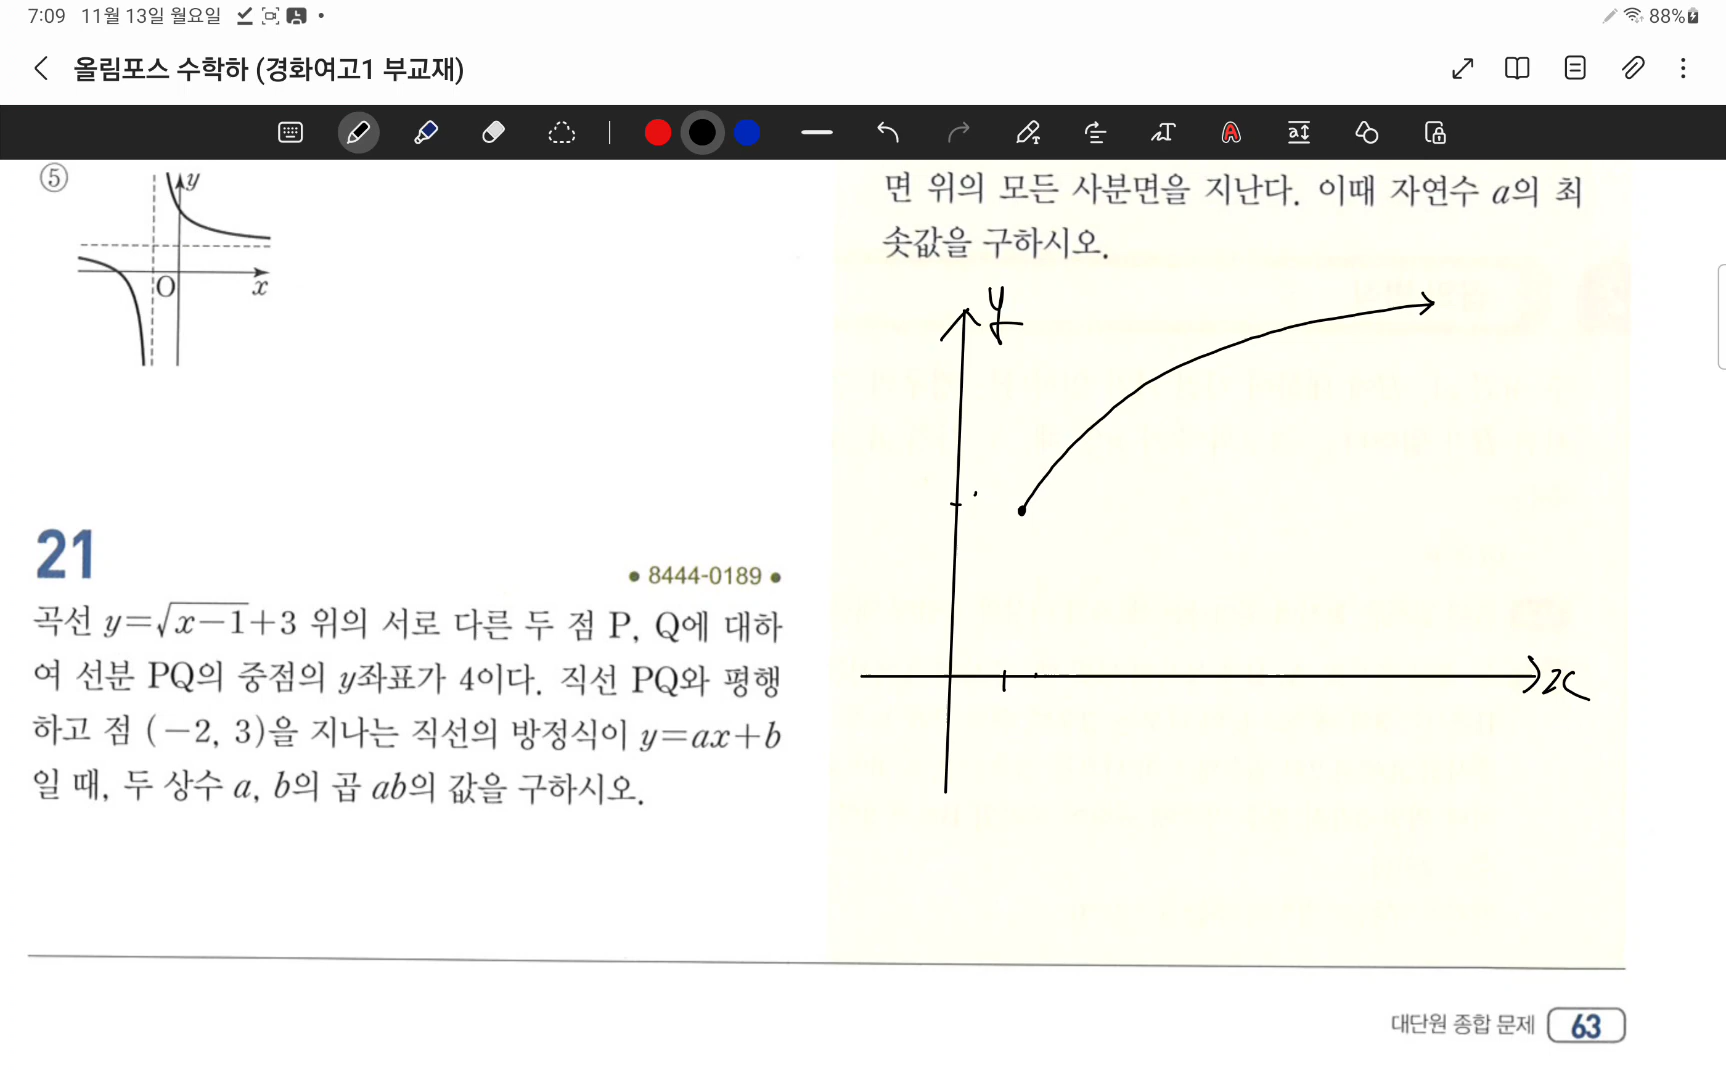 7:09 11월 13일 월요일
88%
올림포스 수학하 (경화여고1 부교재)
⑤
y
O
x
21
● 8444-0189 ●
곡선 y=√x−1+3 위의 서로 다른 두 점 P, Q에 대하
여 선분 PQ의 중점의 y좌표가 4이다. 직선 PQ와 평행
하고 점 (−2, 3)을 지나는 직선의 방정식이 y=ax+b
일 때, 두 상수 a, b의 곱 ab의 값을 구하시오.
면 위의 모든 사분면을 지난다. 이때 자연수 a의 최
솟값을 구하시오.
y
x
대단원 종합 문제 63